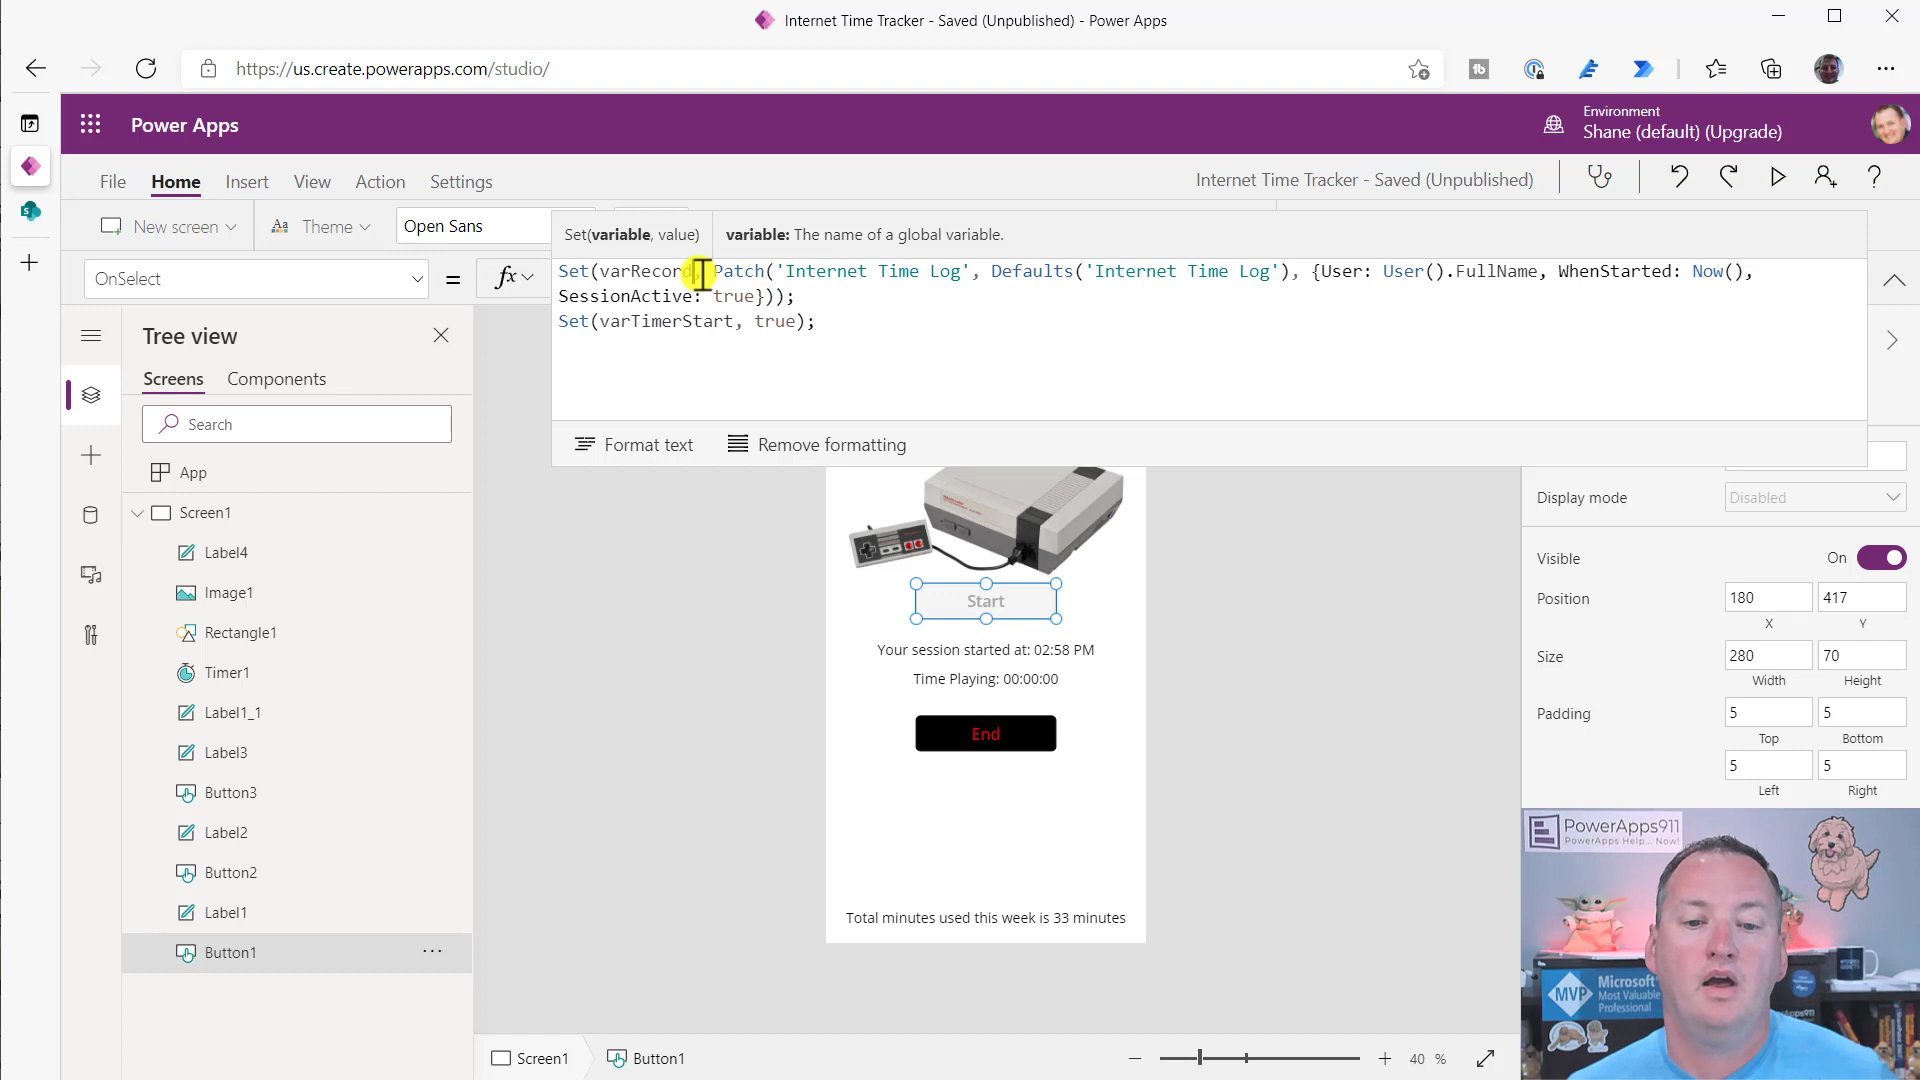 Internet Time Tracker - Saved (Unpublished) - Power Apps
https://us.create.powerapps.com/studio/
Power Apps
Environment
Shane (default) (Upgrade)
File Home Insert View Action Settings
Internet Time Tracker - Saved (Unpublished)
New screen Theme Open Sans
Set(variable, value) variable: The name of a global variable.
OnSelect = fx
Set(varRecord, Patch('Internet Time Log', Defaults('Internet Time Log'), {User: User().FullName, WhenStarted: Now(),
SessionActive: true}));
Set(varTimerStart, true);
Format text Remove formatting
Tree view
Screens Components
Search
App
Screen1
Label4
Image1
Rectangle1
Timer1
Label1_1
Label3
Button3
Label2
Button2
Label1
Button1
Start
Your session started at: 02:58 PM
Time Playing: 00:00:00
End
Total minutes used this week is 33 minutes
Display mode Disabled
Visible On
Position 180 417
X Y
Size 280 70
Width Height
Padding 5 5
Top Bottom
5 5
Left Right
PowerApps911
PowerApps Help... Now!
MVP Microsoft
Most Valuable
Professional
Screen1 Button1
40 %